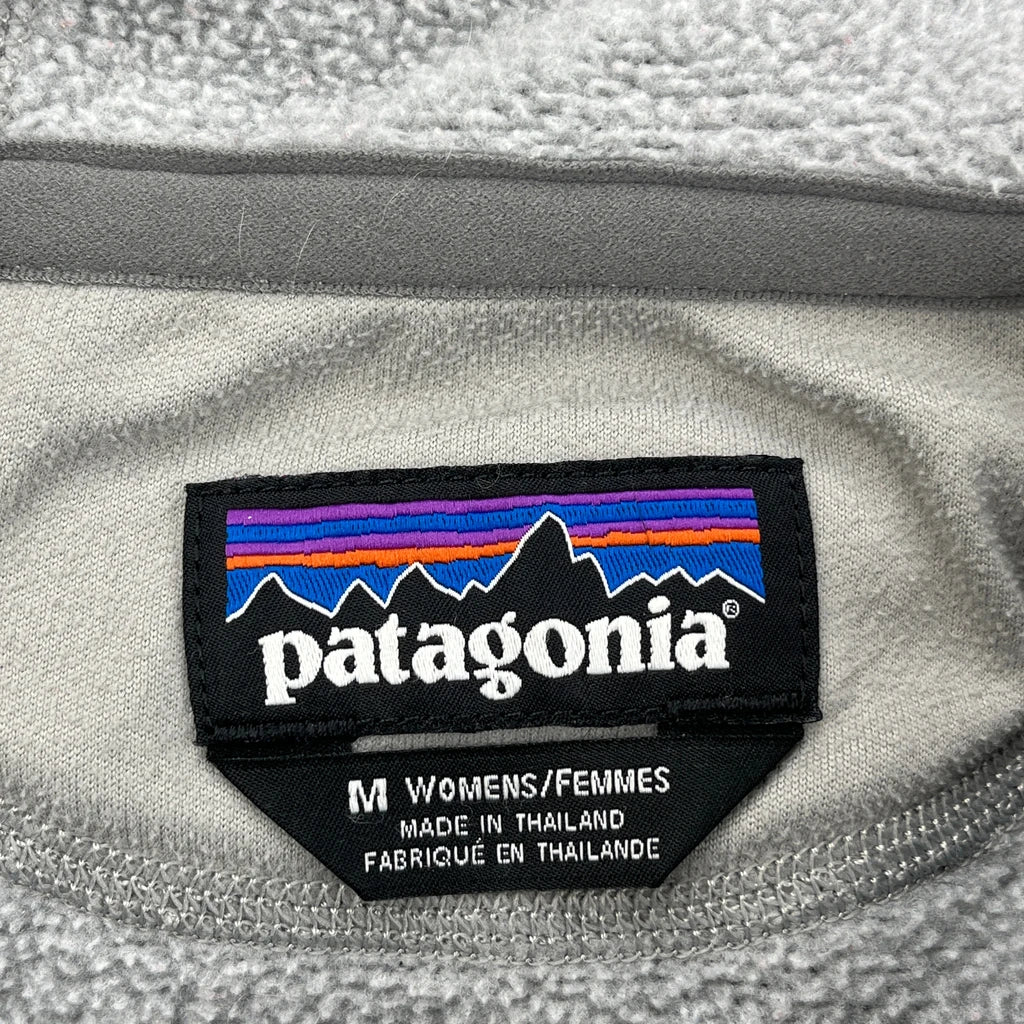 patagonia®
M WOMENS/FEMMES
MADE IN THAILAND
FABRIQUÉ EN THAILANDE